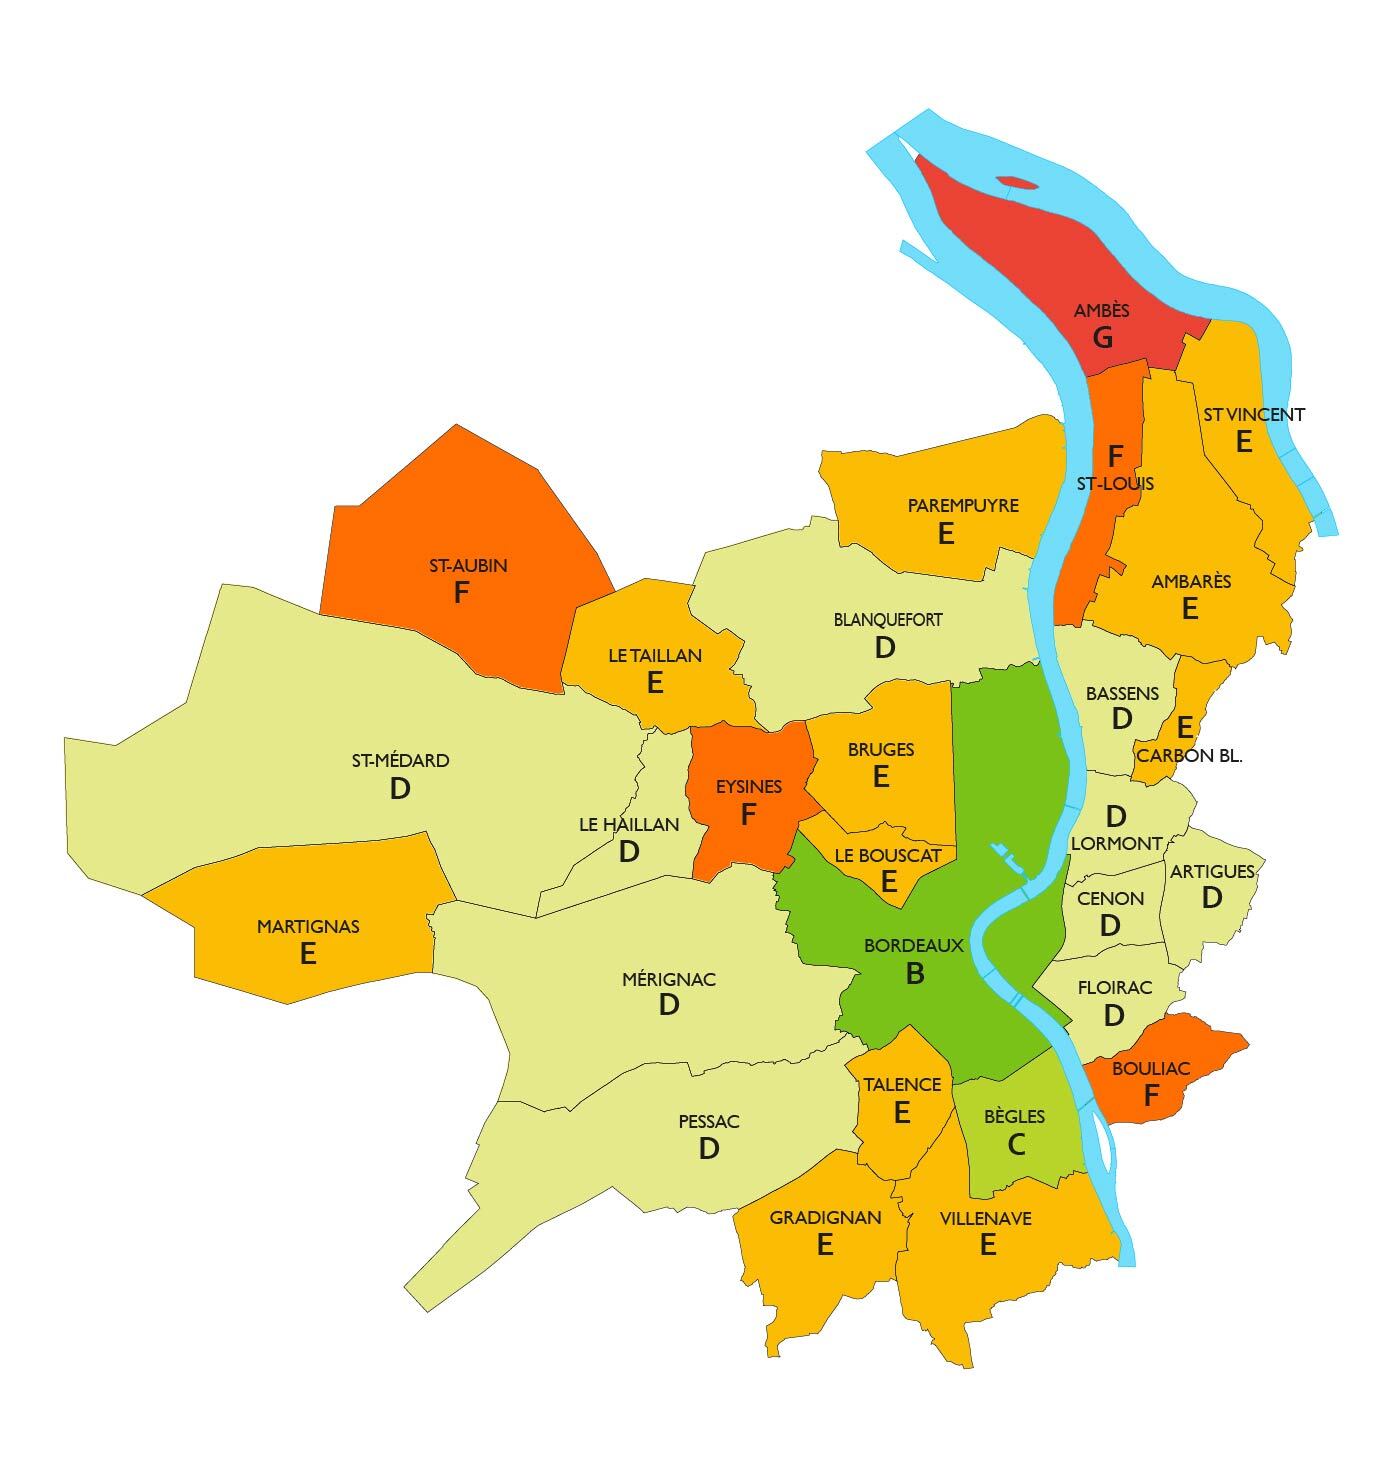 AMBÈS
G
ST VINCENT
E
F
ST-LOUIS
PAREMPUYRE
E
ST-AUBIN
F
AMBARÈS
E
BLANQUEFORT
D
LE TAILLAN
E
BASSENS
D
E
CARBON BL.
BRUGES
E
ST-MÉDARD
D
EYSINES
F
LE HAILLAN
D
D
LORMONT
LE BOUSCAT
E
ARTIGUES
D
CENON
D
MARTIGNAS
E
BORDEAUX
B
MÉRIGNAC
D
FLOIRAC
D
BOULIAC
F
TALENCE
E
BÈGLES
C
PESSAC
D
GRADIGNAN
E
VILLENAVE
E